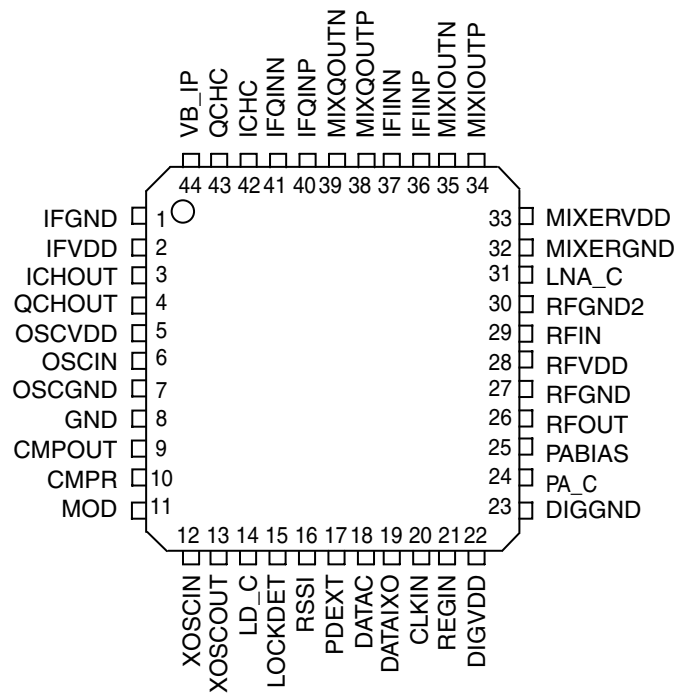 VB_IP
QCHC
ICHC
IFQINN
IFQINP
MIXQOUTN
MIXQOUTP
IFIINN
IFIINP
MIXIOUTN
MIXIOUTP
44 43 42 41 40 39 38 37 36 35 34
IFGND 1
IFVDD 2
ICHOUT 3
QCHOUT 4
OSCVDD 5
OSCIN 6
OSCGND 7
GND 8
CMPOUT 9
CMPR 10
MOD 11
33 MIXERVDD
32 MIXERGND
31 LNA_C
30 RFGND2
29 RFIN
28 RFVDD
27 RFGND
26 RFOUT
25 PABIAS
24 PA_C
23 DIGGND
12 13 14 15 16 17 18 19 20 21 22
XOSCIN
XOSCOUT
LD_C
LOCKDET
RSSI
PDEXT
DATAC
DATAIXO
CLKIN
REGIN
DIGVDD